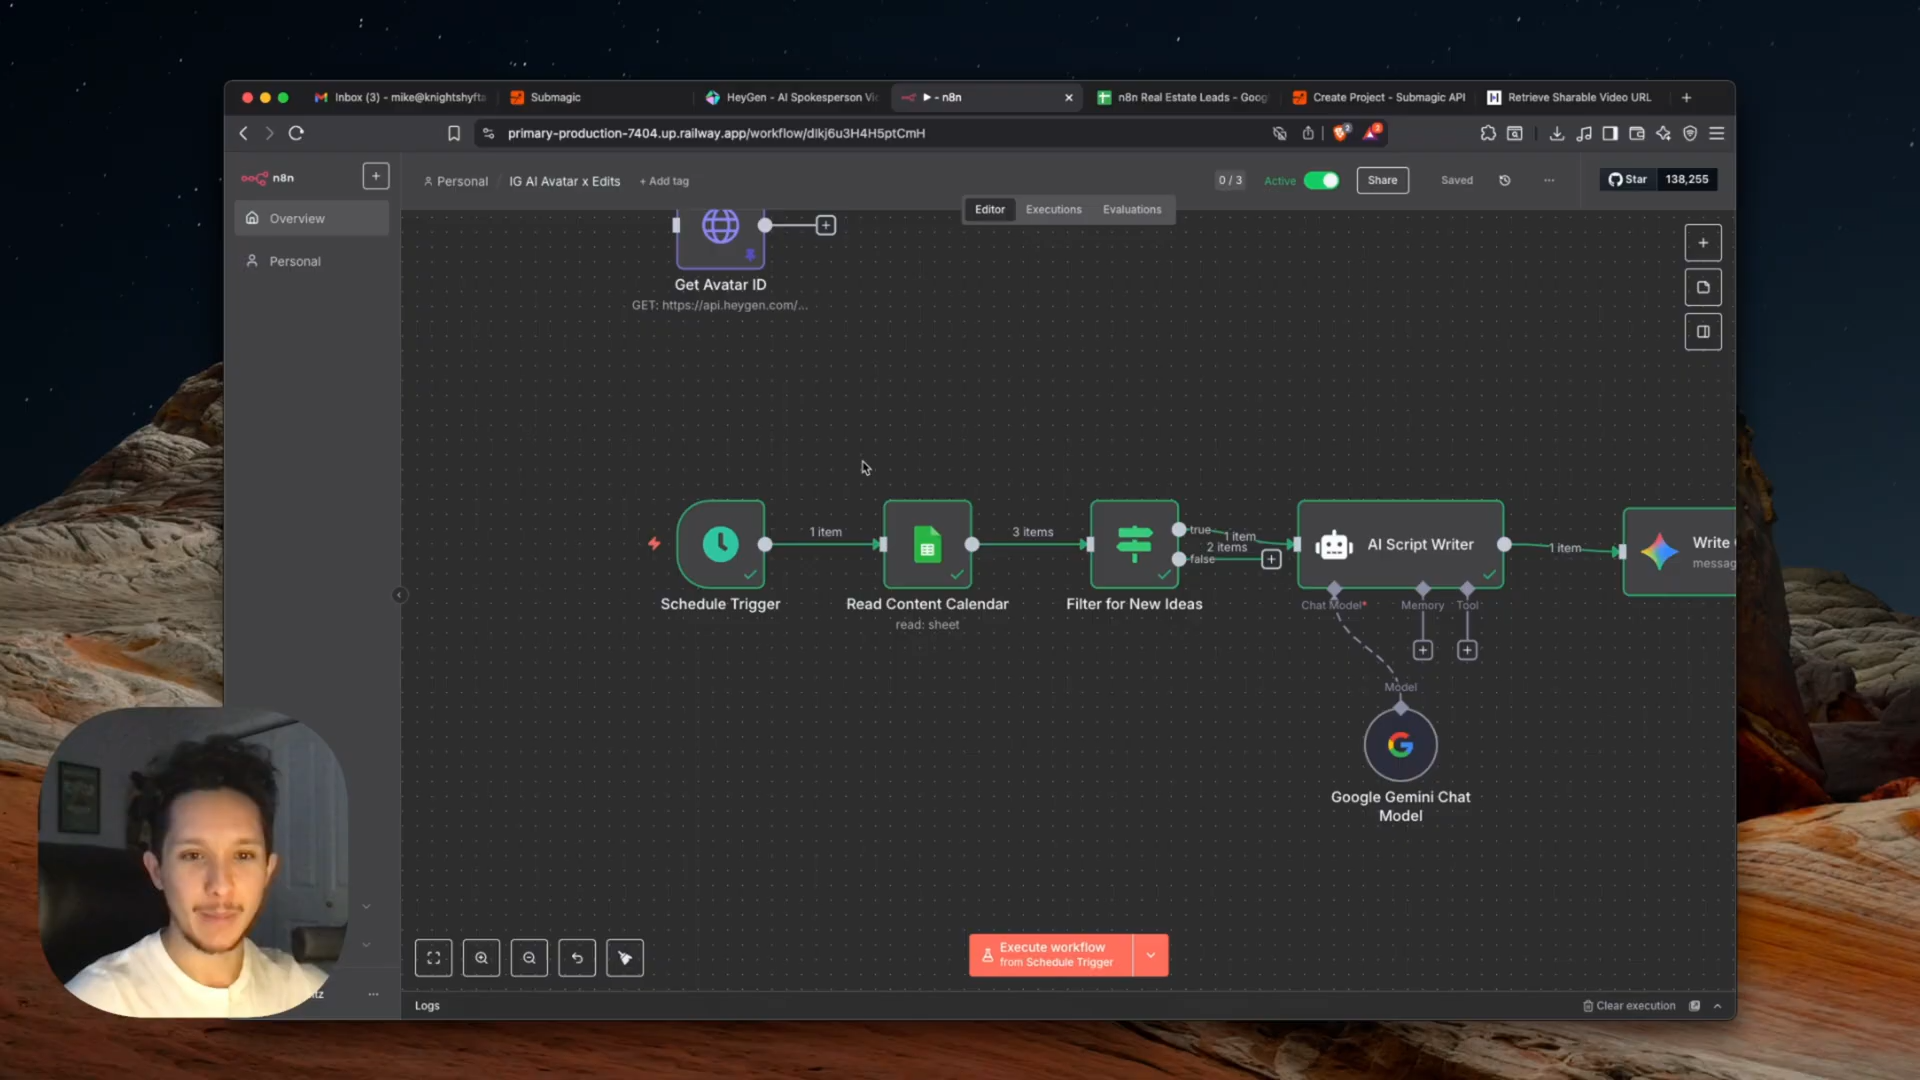 Inbox (3) - mike@knightshyfta
Submagic
HeyGen - AI Spokesperson Vi
▶ - n8n
n8n Real Estate Leads - Goog
Create Project - Submagic API
Retrieve Sharable Video URL
primary-production-7404.up.railway.app/workflow/dlkj6u3H4H5ptCmH
2
n8n
Personal / IG AI Avatar x Edits + Add tag
0 / 3
Active
Share
Saved
Star 138,255
Editor Executions Evaluations
Overview
Personal
Get Avatar ID
GET: https://api.heygen.com/...
1 item
3 items
true
1 item
2 items
false
AI Script Writer
1 item
Write
messag
Schedule Trigger
Read Content Calendar
read: sheet
Filter for New Ideas
Chat Model*
Memory
Tool
Model
Google Gemini Chat
Model
Execute workflow
from Schedule Trigger
tz
Logs
Clear execution